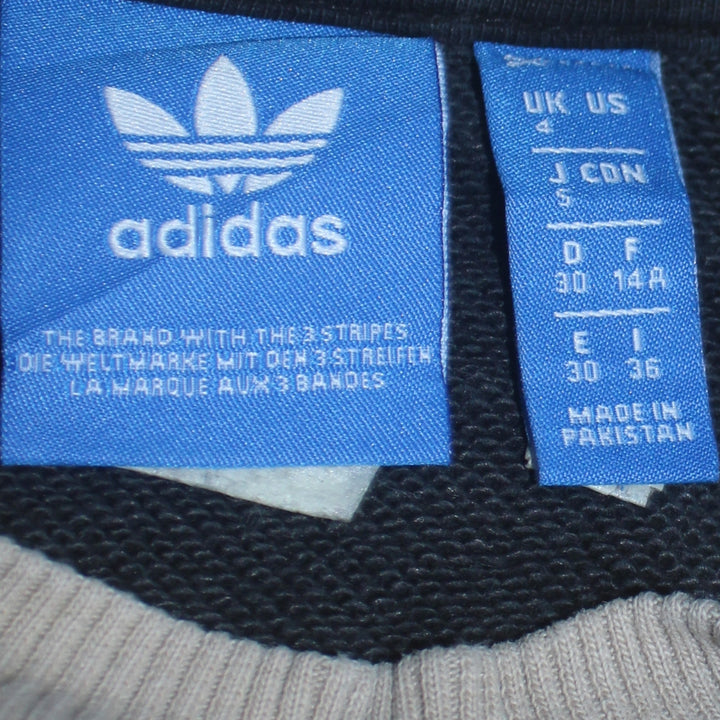 adidas
THE BRAND WITH THE 3 STRIPES
DIE WELTMARKE MIT DEN 3 STREIFEN
LA MARQUE AUX 3 BANDES
UK US
4
J CDN
S
D F
30 14A
E I
30 36
MADE IN
PAKISTAN